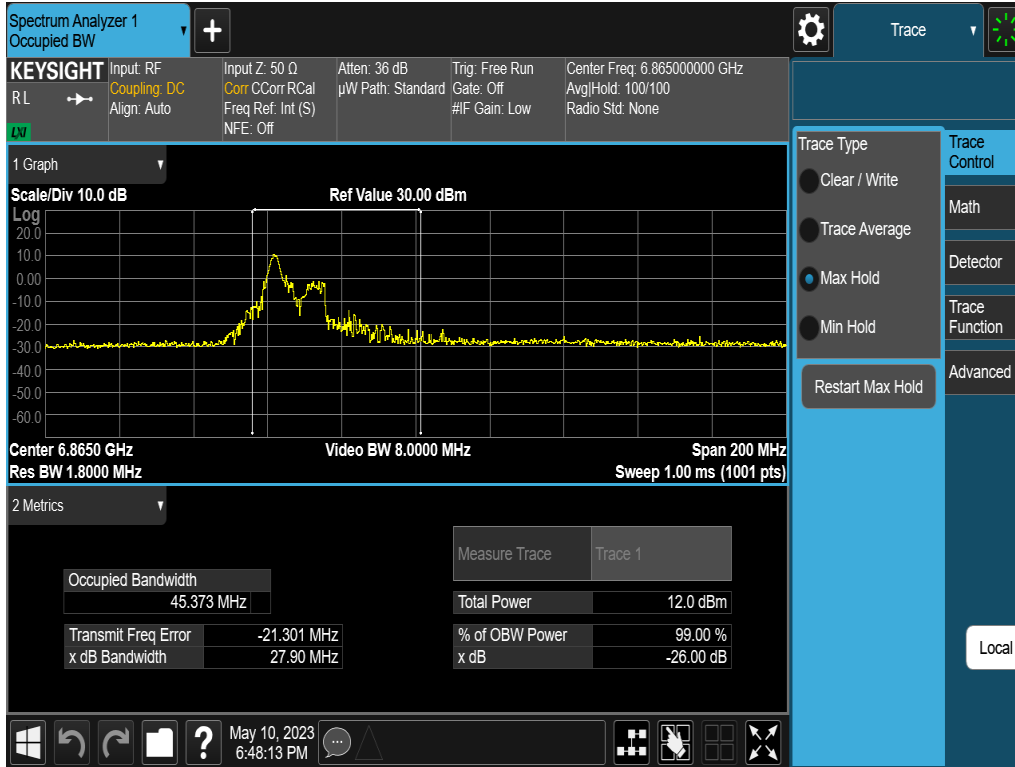 Spectrum Analyzer 1
Occupied BW
+
Trace
KEYSIGHT
R L
LXI
Input: RF
Coupling: DC
Align: Auto
Input Z: 50 Ω
Corr CCorr RCal
Freq Ref: Int (S)
NFE: Off
Atten: 36 dB
µW Path: Standard
Trig: Free Run
Gate: Off
#IF Gain: Low
Center Freq: 6.865000000 GHz
Avg|Hold: 100/100
Radio Std: None
1 Graph
Scale/Div 10.0 dB
Ref Value 30.00 dBm
Log
20.0
10.0
0.00
-10.0
-20.0
-30.0
-40.0
-50.0
-60.0
Center 6.8650 GHz
Video BW 8.0000 MHz
Span 200 MHz
Res BW 1.8000 MHz
Sweep 1.00 ms (1001 pts)
2 Metrics
Measure Trace
Trace 1
Occupied Bandwidth
45.373 MHz
Total Power
12.0 dBm
Transmit Freq Error
-21.301 MHz
% of OBW Power
99.00 %
x dB Bandwidth
27.90 MHz
x dB
-26.00 dB
Trace Type
Clear / Write
Trace Average
Max Hold
Min Hold
Restart Max Hold
Trace
Control
Math
Detector
Trace
Function
Advanced
Local
?
May 10, 2023
6:48:13 PM